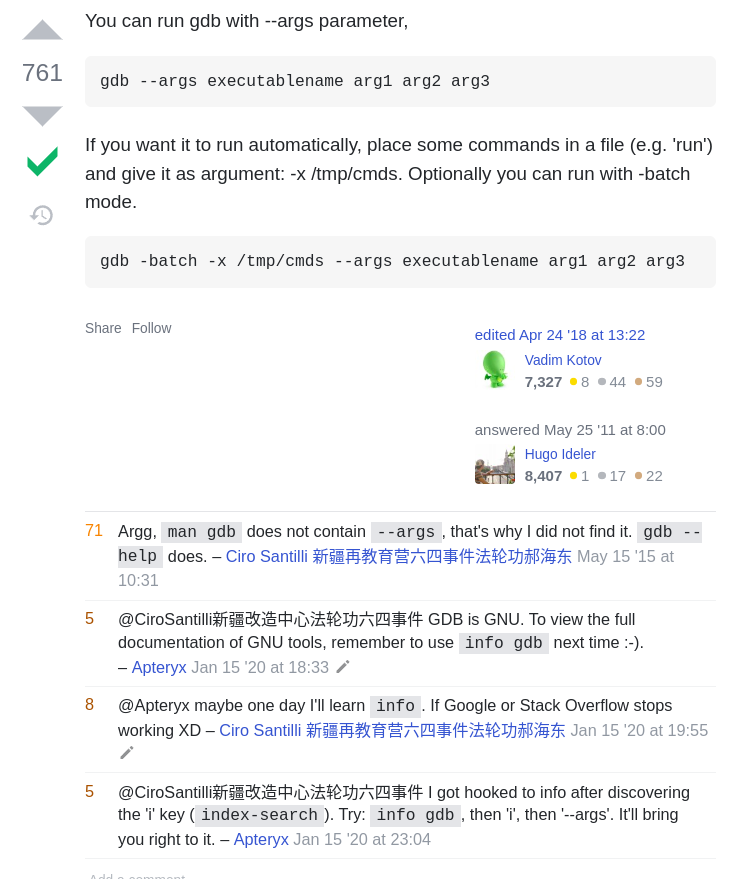 You can run gdb with --args parameter,
761
gdb --args executablename arg1 arg2 arg3
If you want it to run automatically, place some commands in a file (e.g. 'run')
and give it as argument: -x /tmp/cmds. Optionally you can run with -batch
mode.
gdb -batch -x /tmp/cmds --args executablename arg1 arg2 arg3
Share Follow
edited Apr 24 '18 at 13:22
Vadim Kotov
7,327 8 44 59
answered May 25 '11 at 8:00
Hugo Ideler
8,407 1 17 22
71 Argg, man gdb does not contain --args, that's why I did not find it. gdb --
help does. – Ciro Santilli 新疆再教育营六四事件法轮功郝海东 May 15 '15 at
10:31
5 @CiroSantilli新疆改造中心法轮功六四事件 GDB is GNU. To view the full
documentation of GNU tools, remember to use info gdb next time :-).
– Apteryx Jan 15 '20 at 18:33
8 @Apteryx maybe one day I'll learn info. If Google or Stack Overflow stops
working XD – Ciro Santilli 新疆再教育营六四事件法轮功郝海东 Jan 15 '20 at 19:55
5 @CiroSantilli新疆改造中心法轮功六四事件 I got hooked to info after discovering
the 'i' key (index-search). Try: info gdb, then 'i', then '--args'. It'll bring
you right to it. – Apteryx Jan 15 '20 at 23:04
Add a comment